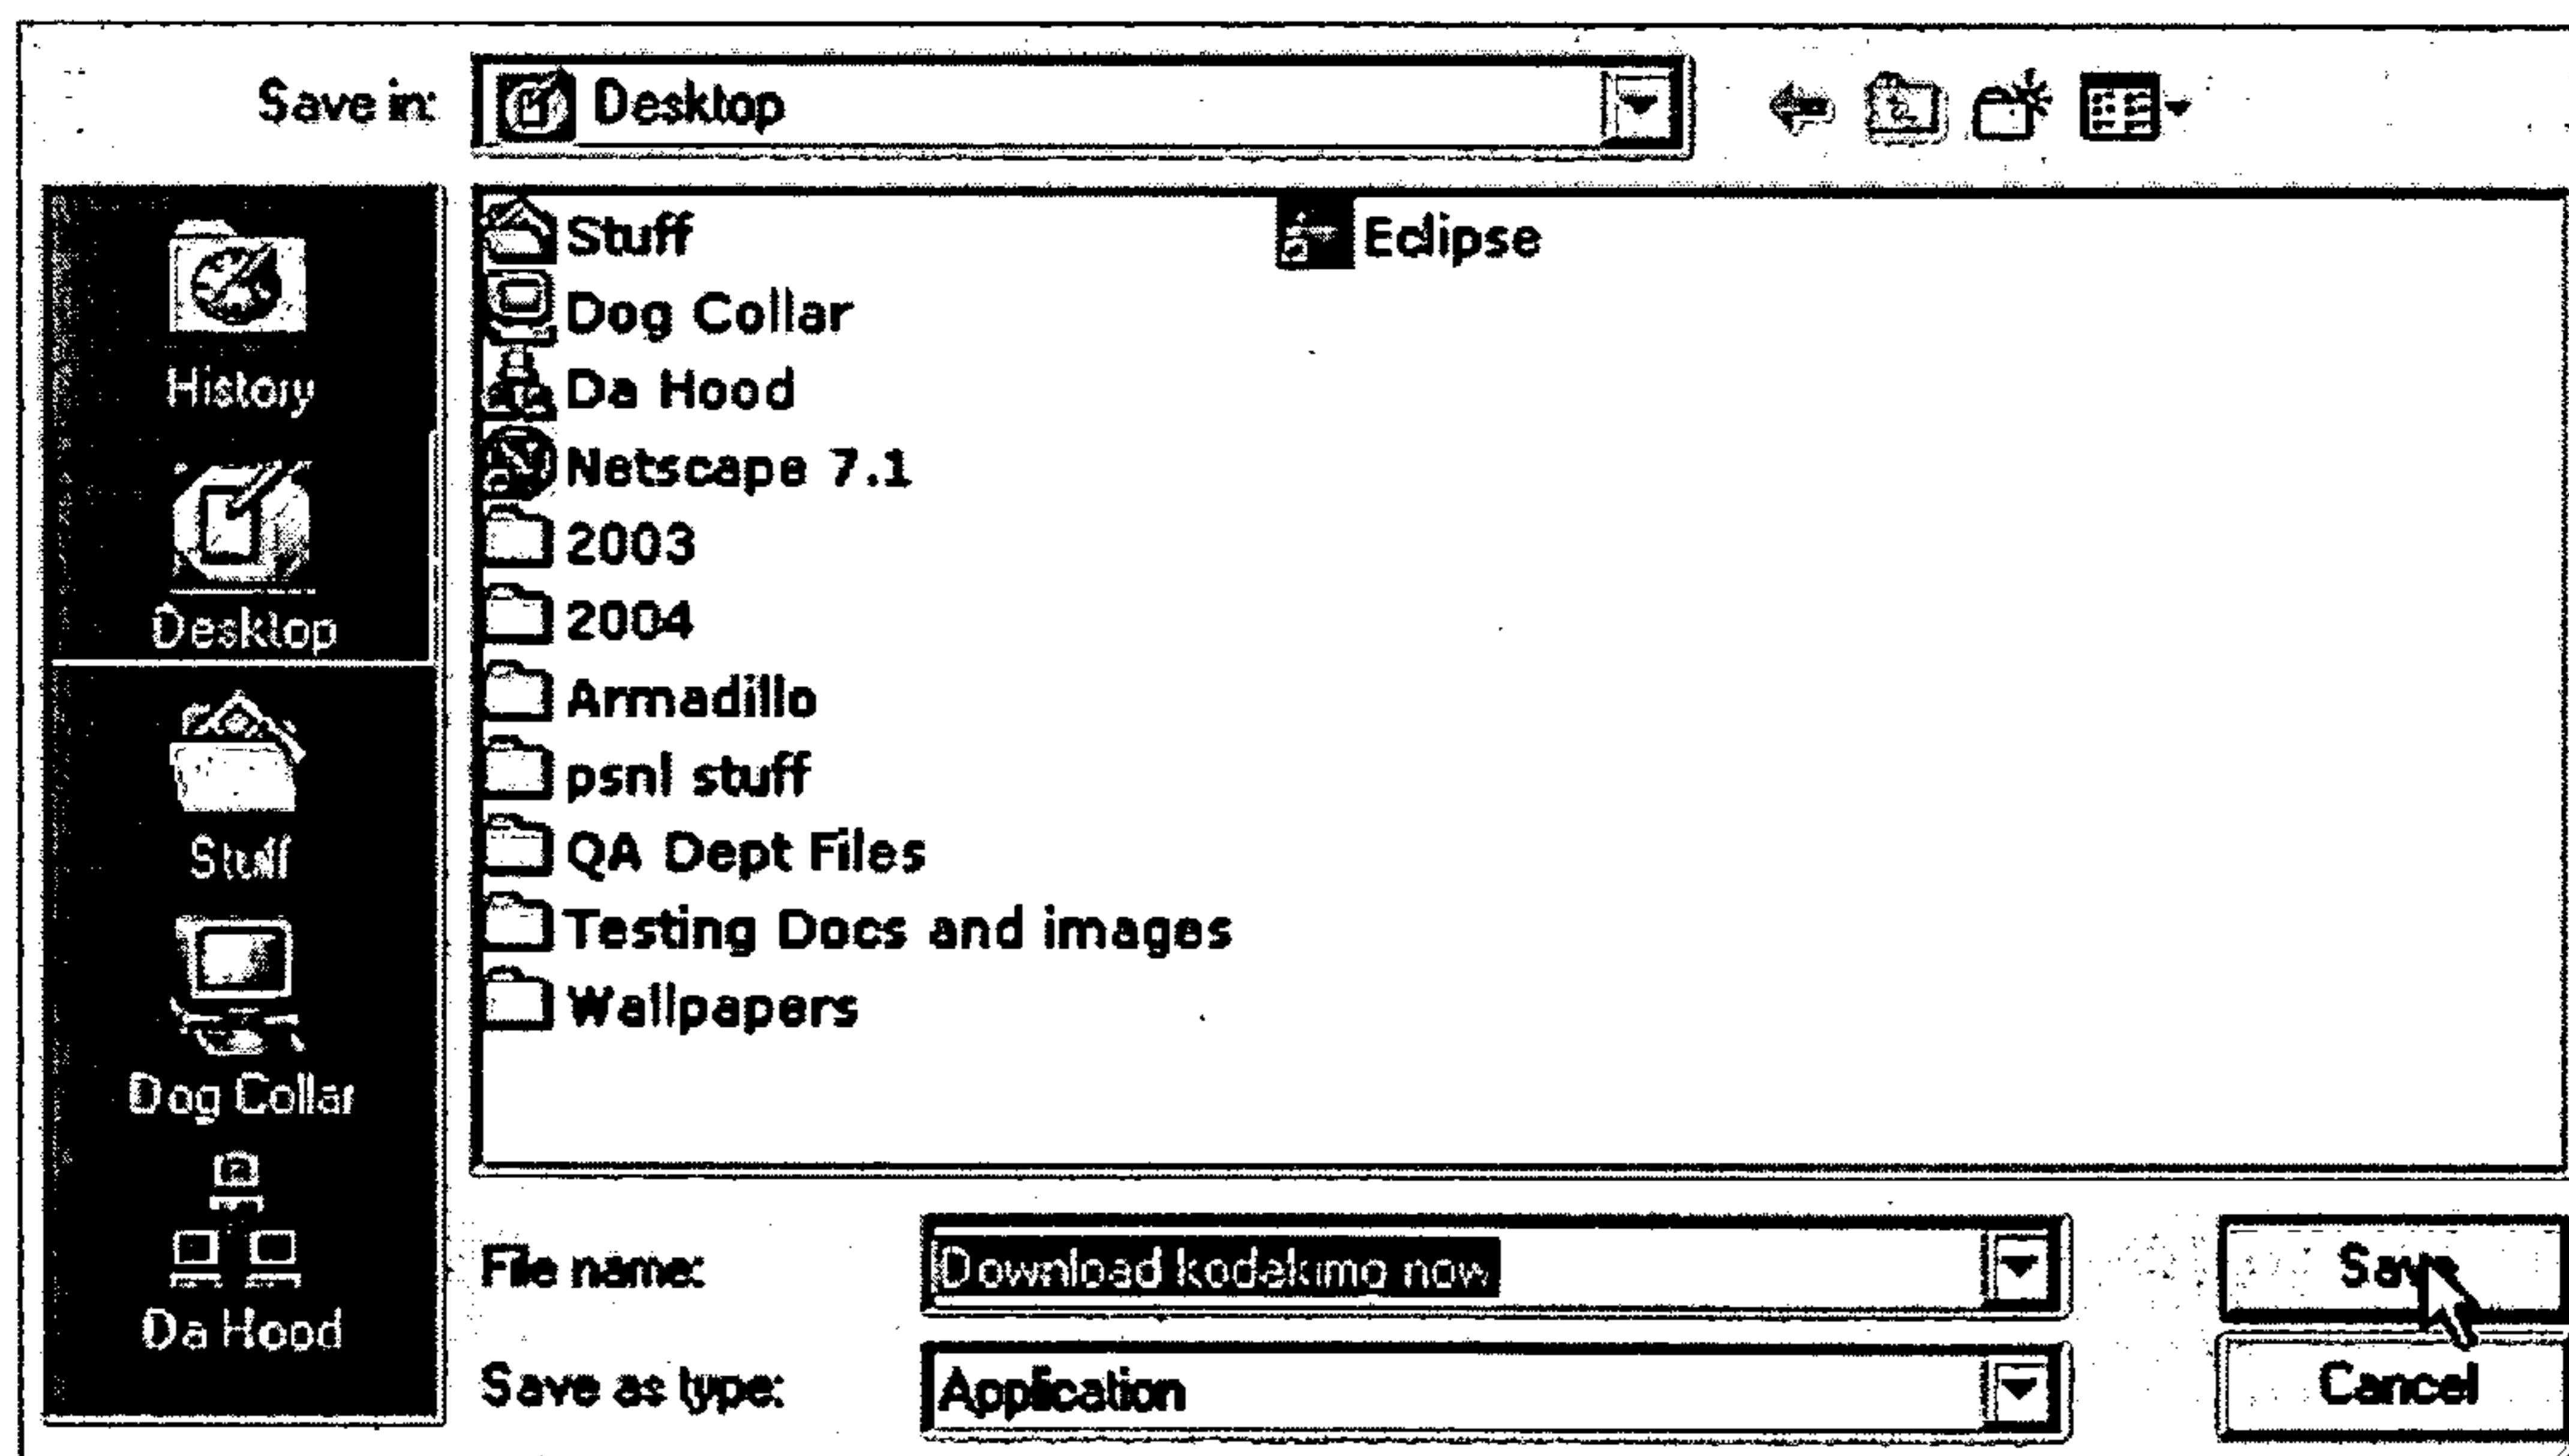 Save in: Desktop
History
Desktop
Stuff
Dog Collar
Da Hood
Stuff
Dog Collar
Da Hood
Netscape 7.1
2003
2004
Armadillo
psnl stuff
QA Dept Files
Testing Docs and images
Wallpapers
Eclipse
File name: Download kodakimo now
Save
Save as type: Application
Cancel